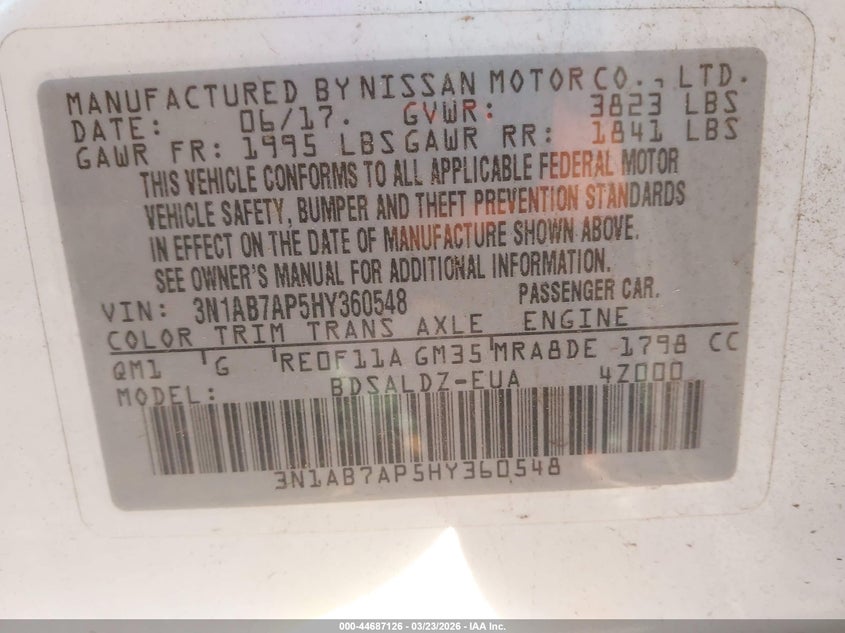 MANUFACTURED BY NISSAN MOTOR CO., LTD.
DATE: 06/17. GVWR: 3823 LBS
GAWR FR: 1995 LBS GAWR RR: 1841 LBS
THIS VEHICLE CONFORMS TO ALL APPLICABLE FEDERAL MOTOR
VEHICLE SAFETY, BUMPER AND THEFT PREVENTION STANDARDS
IN EFFECT ON THE DATE OF MANUFACTURE SHOWN ABOVE.
SEE OWNER'S MANUAL FOR ADDITIONAL INFORMATION.
VIN: 3N1AB7AP5HY360548 PASSENGER CAR.
COLOR TRIM TRANS AXLE ENGINE
QM1 G RE0F11A GM35 MRA8DE 1798 CC
MODEL: BDSALDZ-EUA 4Z000
3N1AB7AP5HY360548
000-44687126 - 03/23/2026 - IAA Inc.